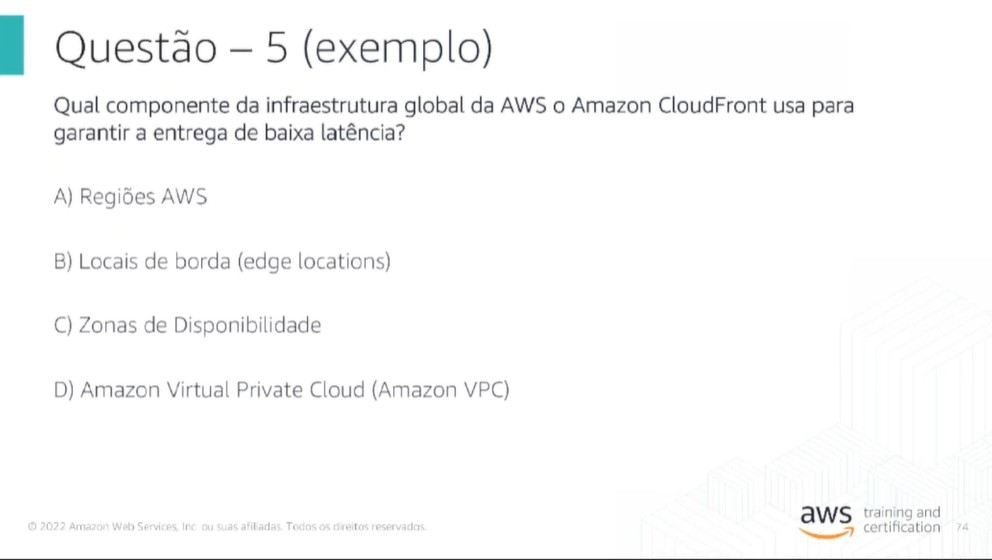 Questão – 5 (exemplo)
Qual componente da infraestrutura global da AWS o Amazon CloudFront usa para
garantir a entrega de baixa latência?
A) Regiões AWS
B) Locais de borda (edge locations)
C) Zonas de Disponibilidade
D) Amazon Virtual Private Cloud (Amazon VPC)
© 2022 Amazon Web Services, Inc. ou suas afiliadas. Todos os direitos reservados.
aws training and
certification 74